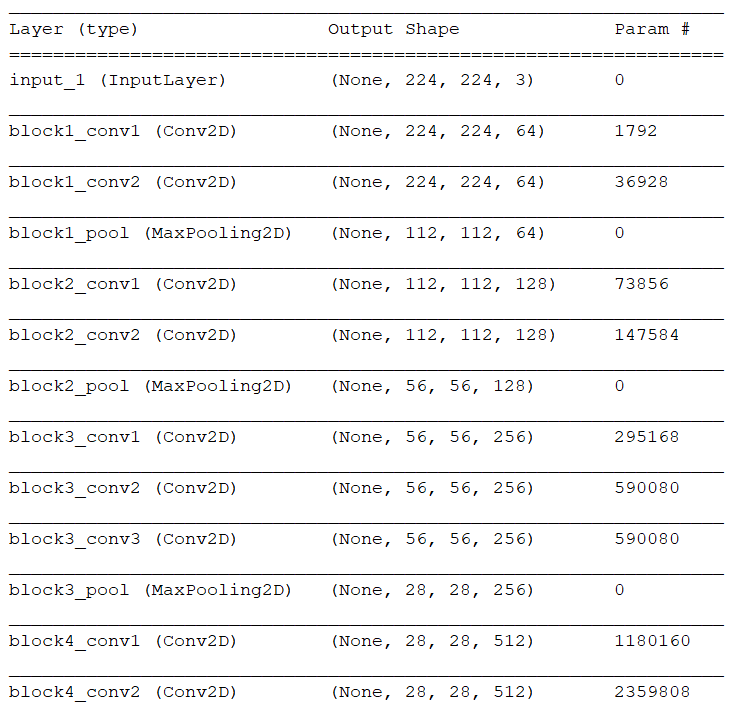 Layer (type) Output Shape Param #
input_1 (InputLayer) (None, 224, 224, 3) 0
block1_conv1 (Conv2D) (None, 224, 224, 64) 1792
block1_conv2 (Conv2D) (None, 224, 224, 64) 36928
block1_pool (MaxPooling2D) (None, 112, 112, 64) 0
block2_conv1 (Conv2D) (None, 112, 112, 128) 73856
block2_conv2 (Conv2D) (None, 112, 112, 128) 147584
block2_pool (MaxPooling2D) (None, 56, 56, 128) 0
block3_conv1 (Conv2D) (None, 56, 56, 256) 295168
block3_conv2 (Conv2D) (None, 56, 56, 256) 590080
block3_conv3 (Conv2D) (None, 56, 56, 256) 590080
block3_pool (MaxPooling2D) (None, 28, 28, 256) 0
block4_conv1 (Conv2D) (None, 28, 28, 512) 1180160
block4_conv2 (Conv2D) (None, 28, 28, 512) 2359808